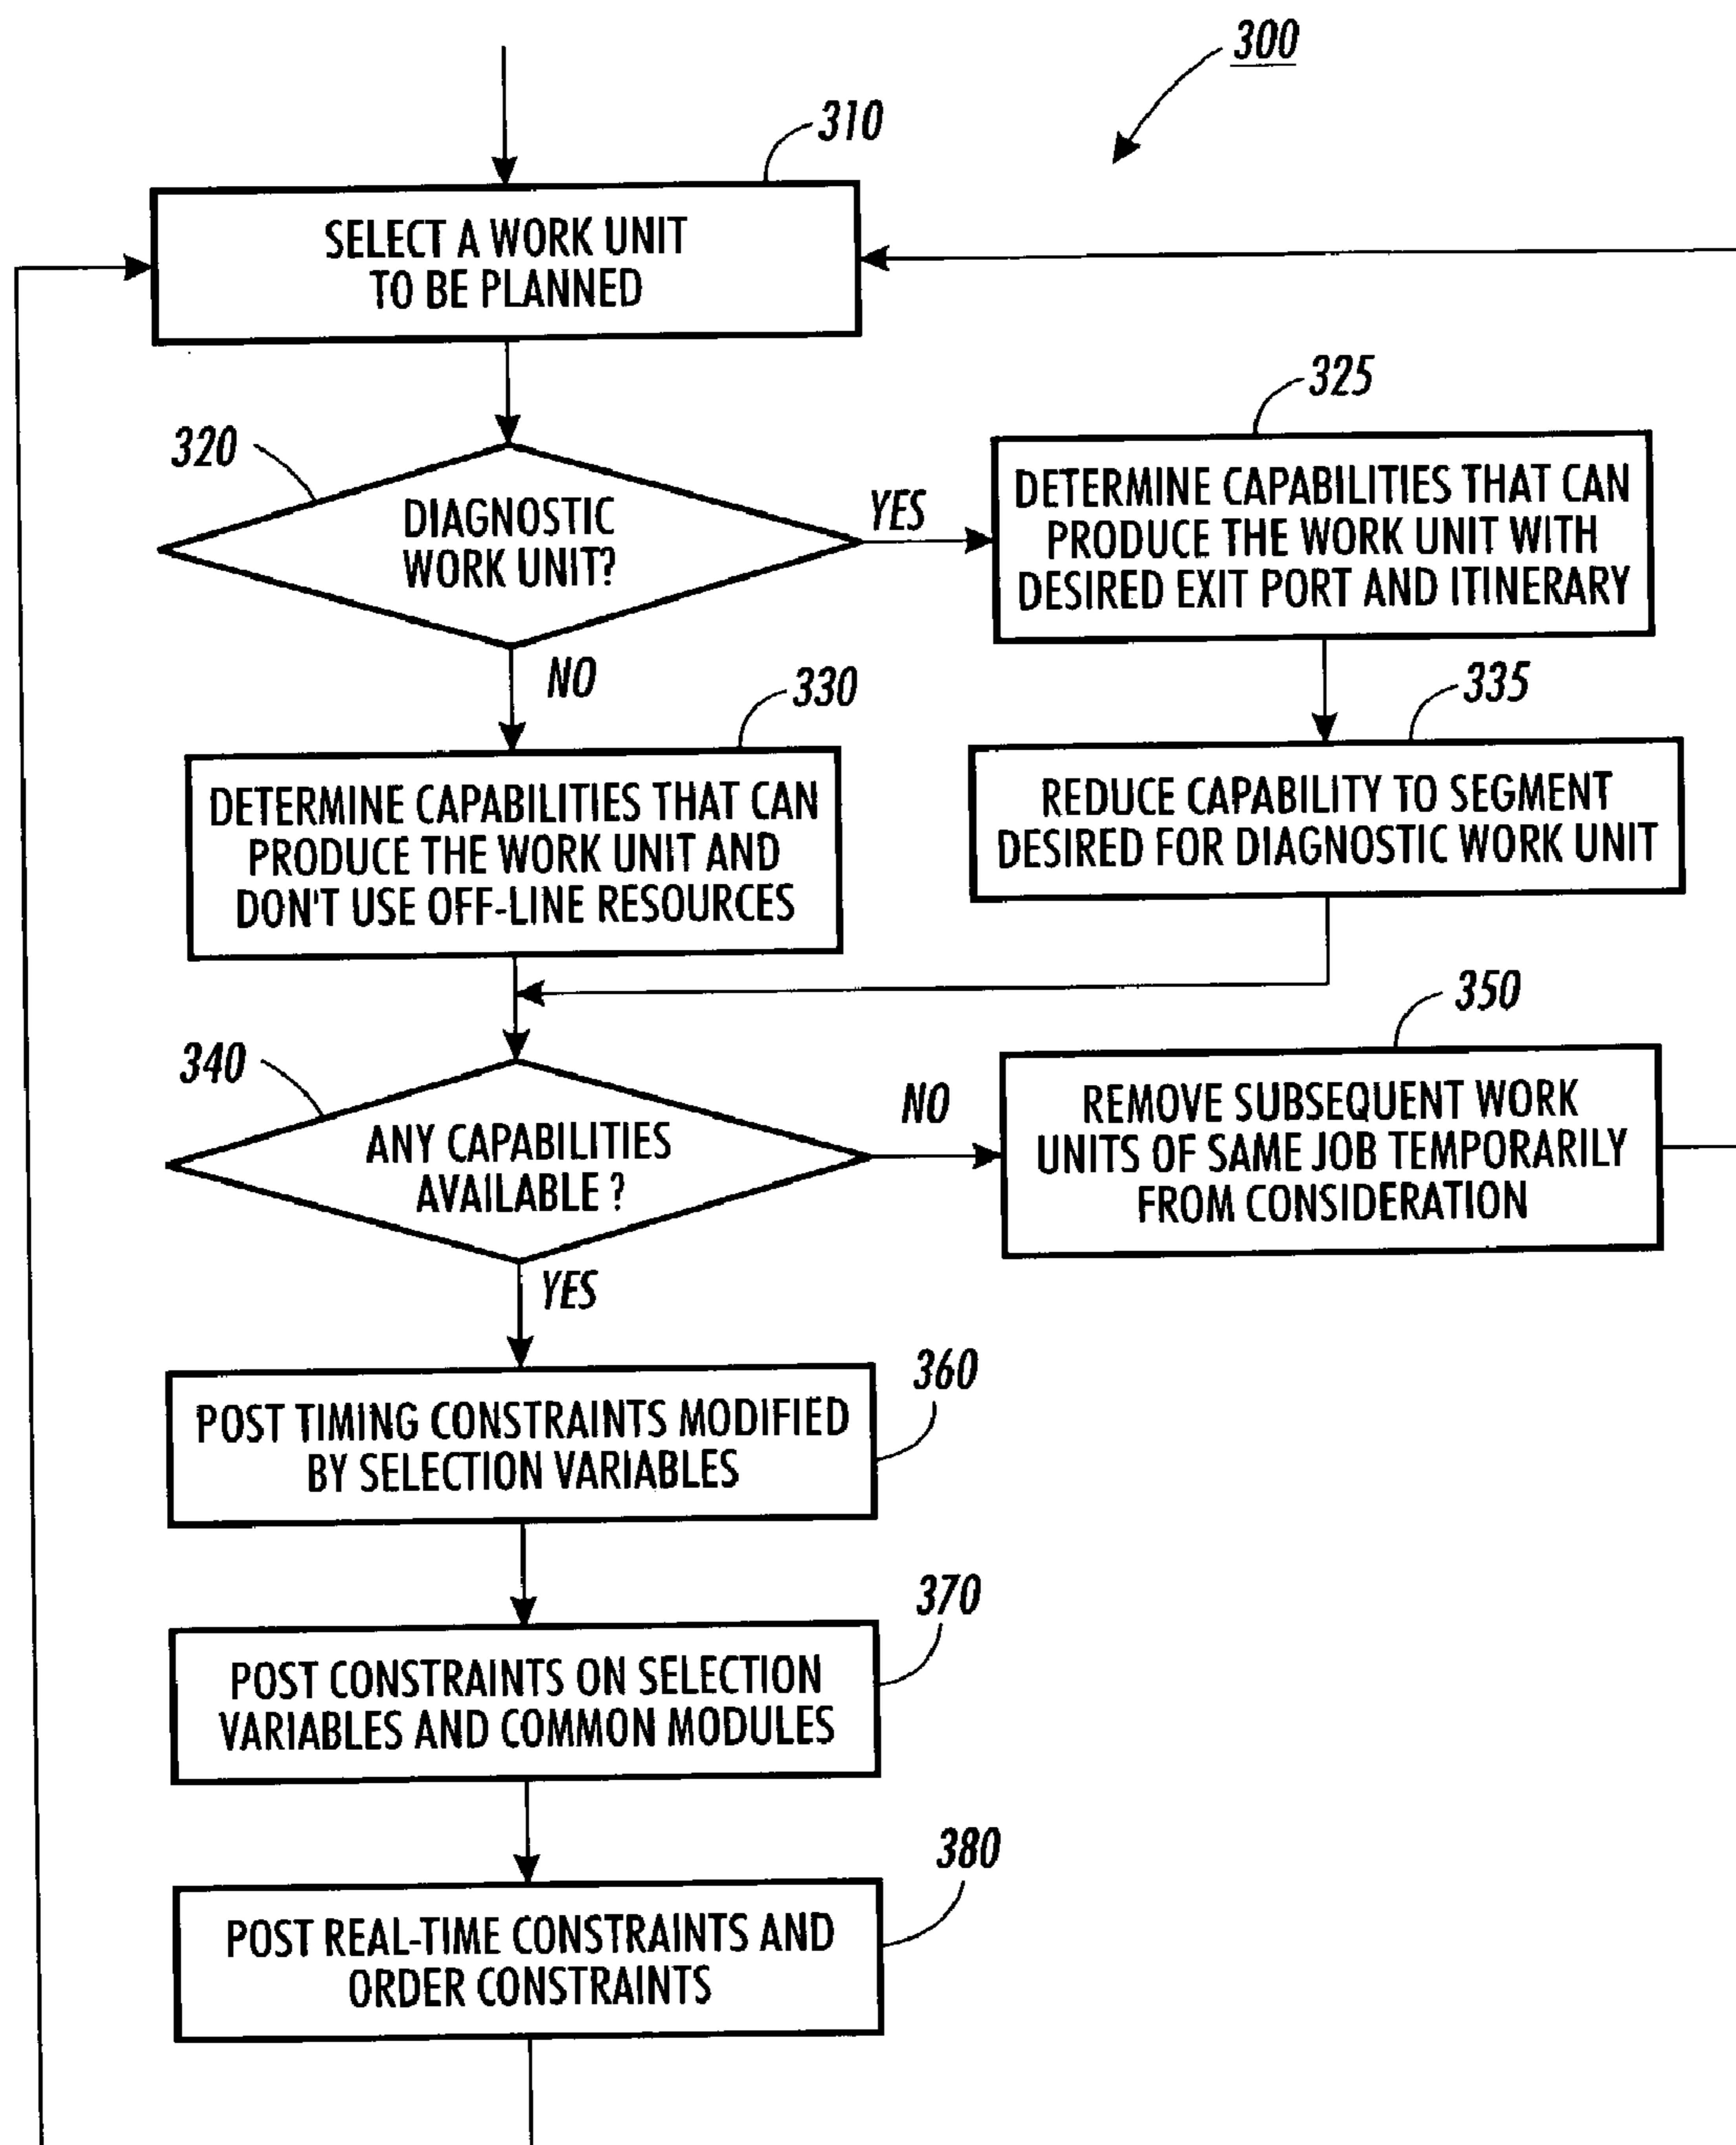 300
310
SELECT A WORK UNIT
TO BE PLANNED
320
DIAGNOSTIC
WORK UNIT?
YES
NO
325
DETERMINE CAPABILITIES THAT CAN
PRODUCE THE WORK UNIT WITH
DESIRED EXIT PORT AND ITINERARY
330
DETERMINE CAPABILITIES THAT CAN
PRODUCE THE WORK UNIT AND
DON'T USE OFF-LINE RESOURCES
335
REDUCE CAPABILITY TO SEGMENT
DESIRED FOR DIAGNOSTIC WORK UNIT
340
ANY CAPABILITIES
AVAILABLE ?
NO
YES
350
REMOVE SUBSEQUENT WORK
UNITS OF SAME JOB TEMPORARILY
FROM CONSIDERATION
360
POST TIMING CONSTRAINTS MODIFIED
BY SELECTION VARIABLES
370
POST CONSTRAINTS ON SELECTION
VARIABLES AND COMMON MODULES
380
POST REAL-TIME CONSTRAINTS AND
ORDER CONSTRAINTS